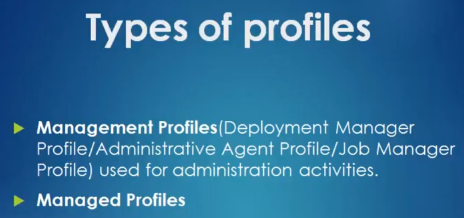 Types of profiles
Management Profiles(Deployment Manager
Profile/Administrative Agent Profile/Job Manager
Profile) used for administration activities.
Managed Profiles